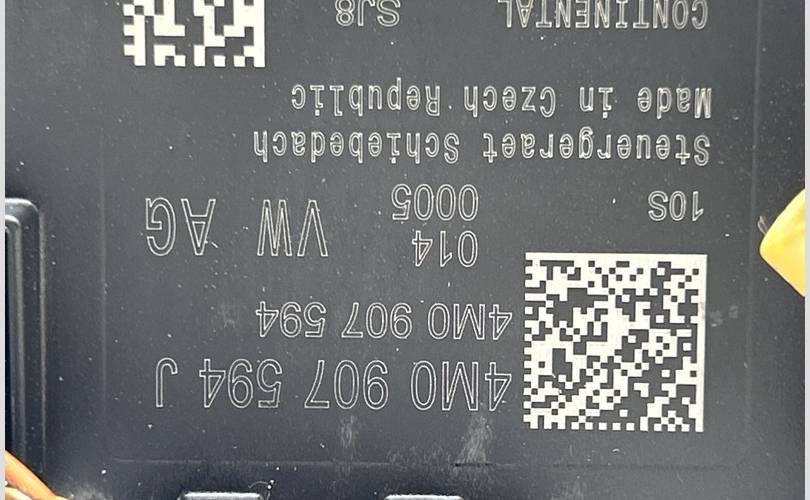 4M0 907 594 J
4M0 907 594
014 VW AG
10S 0005
Steuergeraet Schiebedach
Made in Czech Republic
CONTINENTAL SJ8